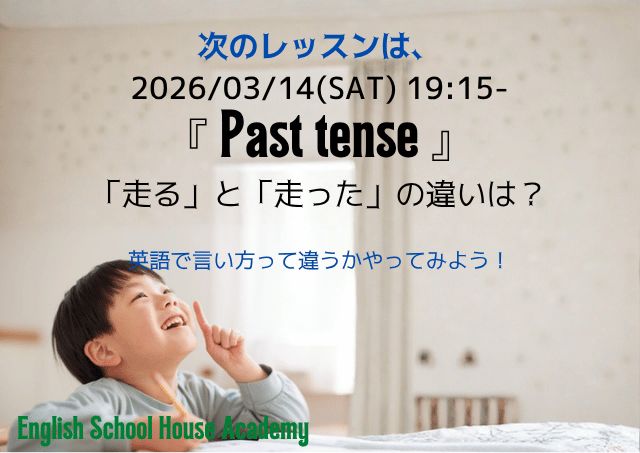 次のレッスンは、
2026/03/14(SAT) 19:15-
『 Past tense 』
「走る」と「走った」の違いは？
英語で言い方って違うかやってみよう！
English School House Academy